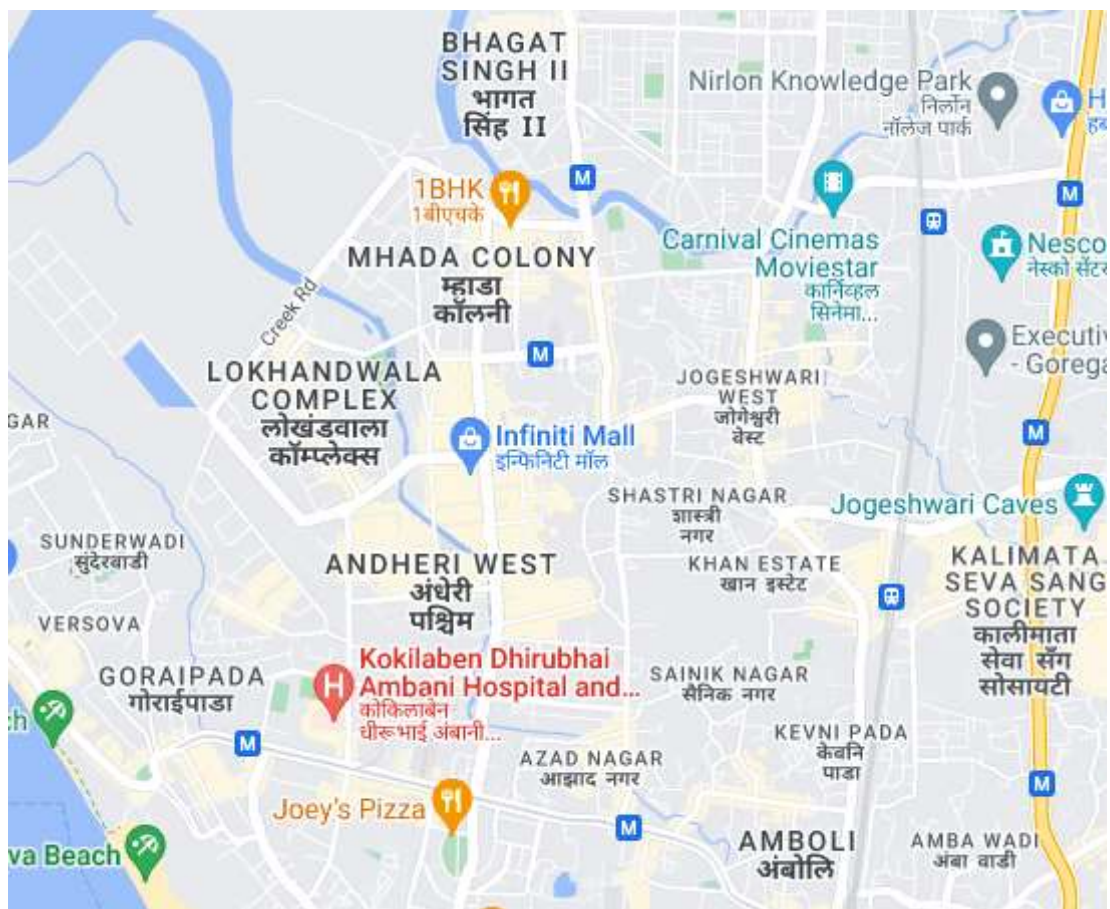 BHAGAT
SINGH II
भागत
सिंह II
Nirlon Knowledge Park
निर्लोन
नॉलेज पार्क
H
हब
M
M
1BHK
1बीएचके
Carnival Cinemas
Moviestar
कार्निव्हल
सिनेमा...
Nesco
नेस्को सेंटर
MHADA COLONY
म्हाडा
कॉलनी
Creek Rd
M
Executiv
- Gorega
LOKHANDWALA
COMPLEX
लोखंडवाला
कॉम्प्लेक्स
JOGESHWARI
WEST
जोगेश्वरी
वेस्ट
GAR
Infiniti Mall
इन्फिनिटी मॉल
M
SHASTRI NAGAR
शास्त्री
नगर
Jogeshwari Caves
SUNDERWADI
सुंदेरवाडी
ANDHERI WEST
अंधेरी
पश्चिम
KHAN ESTATE
खान इस्टेट
KALIMATA
SEVA SANG
SOCIETY
कालीमाता
सेवा सँग
सोसायटी
VERSOVA
GORAIPADA
गोराईपाडा
H
Kokilaben Dhirubhai
Ambani Hospital and...
कोकिलाबेन
धीरूभाई अंबानी...
SAINIK NAGAR
सैनिक नगर
ch
M
KEVNI PADA
केवनि
पाडा
AZAD NAGAR
आझाद नगर
M
Joey's Pizza
M
AMBOLI
अंबोलि
AMBA WADI
अंबा वाडी
va Beach